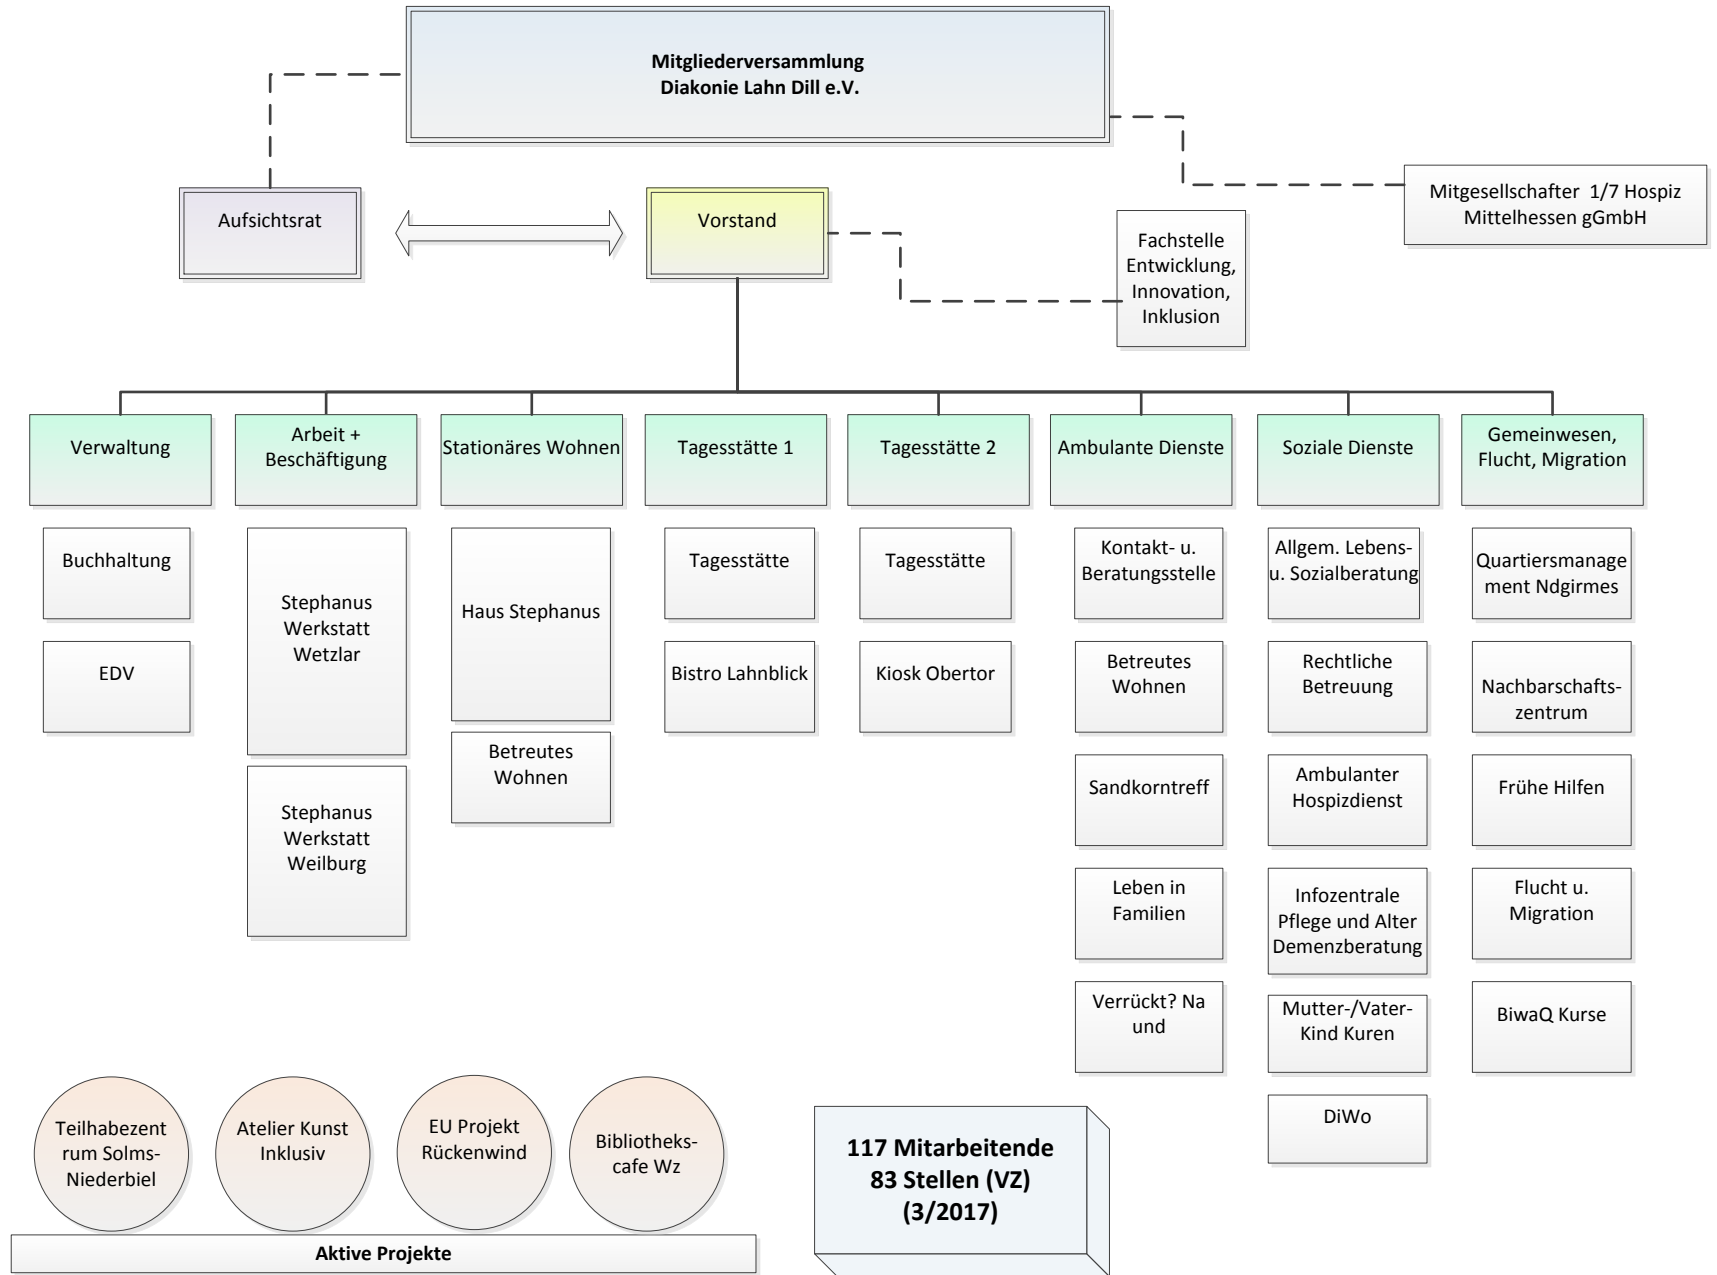 Mitgliederversammlung
Diakonie Lahn Dill e.V.
Aufsichtsrat
Vorstand
Mitgesellschafter 1/7 Hospiz
Mittelhessen gGmbH
Fachstelle
Entwicklung,
Innovation,
Inklusion
Verwaltung
Arbeit +
Beschäftigung
Stationäres Wohnen
Tagesstätte 1
Tagesstätte 2
Ambulante Dienste
Soziale Dienste
Gemeinwesen,
Flucht, Migration
Buchhaltung
EDV
Stephanus
Werkstatt
Wetzlar
Stephanus
Werkstatt
Weilburg
Haus Stephanus
Betreutes
Wohnen
Tagesstätte
Bistro Lahnblick
Tagesstätte
Kiosk Obertor
Kontakt- u.
Beratungsstelle
Betreutes
Wohnen
Sandkorntreff
Leben in
Familien
Verrückt? Na
und
Allgem. Lebens-
u. Sozialberatung
Rechtliche
Betreuung
Ambulanter
Hospizdienst
Infozentrale
Pflege und Alter
Demenzberatung
Mutter-/Vater-
Kind Kuren
DiWo
Quartiersmanage
ment Ndgirmes
Nachbarschafts-
zentrum
Frühe Hilfen
Flucht u.
Migration
BiwaQ Kurse
Teilhabezent
rum Solms-
Niederbiel
Atelier Kunst
Inklusiv
EU Projekt
Rückenwind
Bibliotheks-
cafe Wz
Aktive Projekte
117 Mitarbeitende
83 Stellen (VZ)
(3/2017)